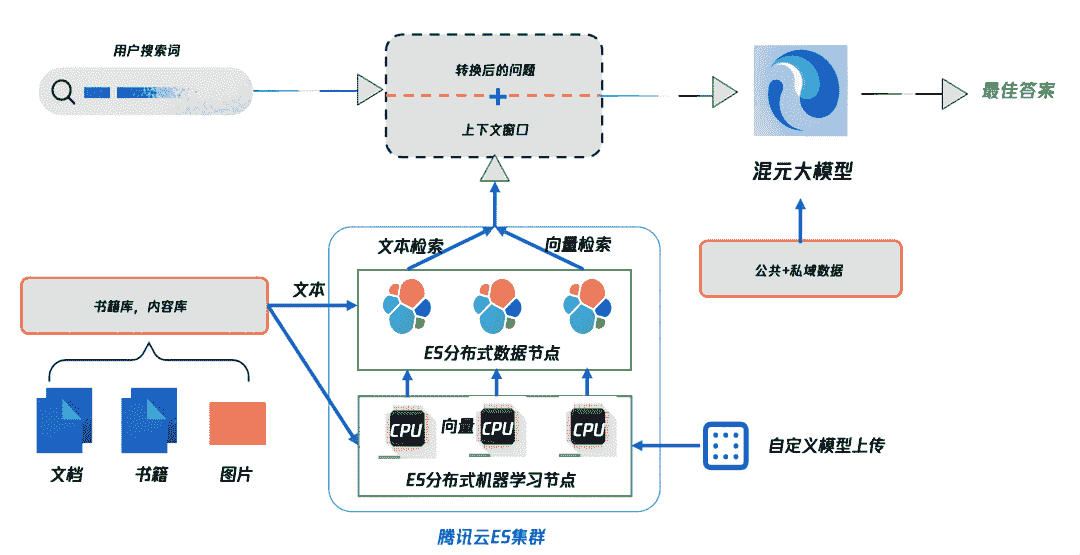 用户搜索词
转换后的问题
+
上下文窗口
最佳答案
混元大模型
文本检索
向量检索
公共+私域数据
书籍库，内容库
文本
ES分布式数据节点
CPU
向量
CPU
CPU
自定义模型上传
文档
书籍
图片
ES分布式机器学习节点
腾讯云ES集群